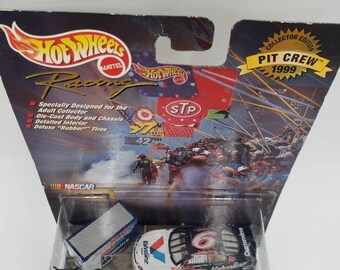 Hot Wheels
MATTEL
Racing
Hot Wheels
COLLECTOR EDITION
PIT CREW
1999
STP
42
Specially Designed for the
Adult Collector
Die-Cast Body and Chassis
Detailed Interior
Deluxe "Rubber" Tires
NASCAR
6
Valvoline